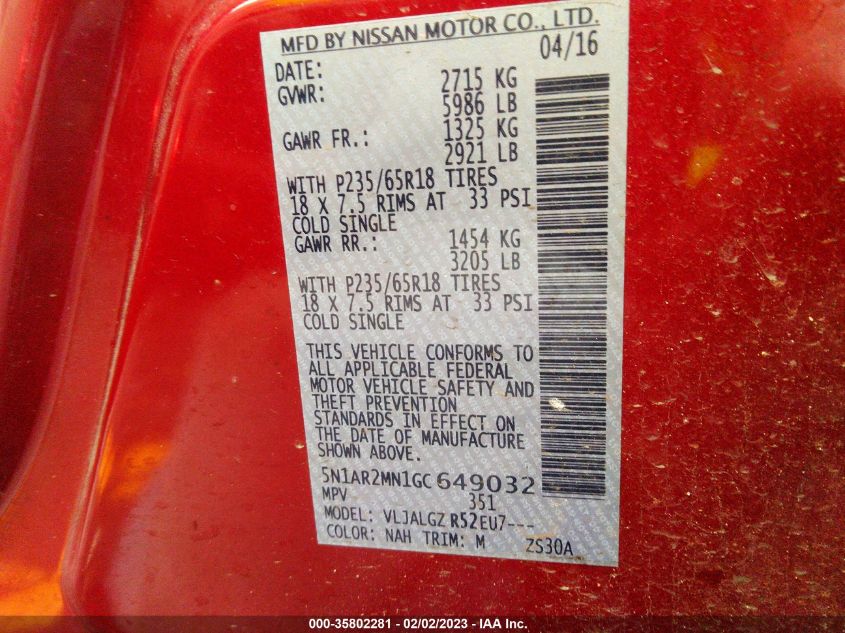 MFD BY NISSAN MOTOR CO., LTD.
DATE: 04/16
GVWR: 2715 KG
5986 LB
GAWR FR.: 1325 KG
2921 LB
WITH P235/65R18 TIRES
18 X 7.5 RIMS AT 33 PSI
COLD SINGLE
GAWR RR.: 1454 KG
3205 LB
WITH P235/65R18 TIRES
18 X 7.5 RIMS AT 33 PSI
COLD SINGLE
THIS VEHICLE CONFORMS TO
ALL APPLICABLE FEDERAL
MOTOR VEHICLE SAFETY AND
THEFT PREVENTION
STANDARDS IN EFFECT ON
THE DATE OF MANUFACTURE
SHOWN ABOVE.
5N1AR2MN1GC649032
MPV 351
MODEL: VLJALGZ R52EU7---
COLOR: NAH TRIM: M ZS30A
000-35802281 - 02/02/2023 - IAA Inc.